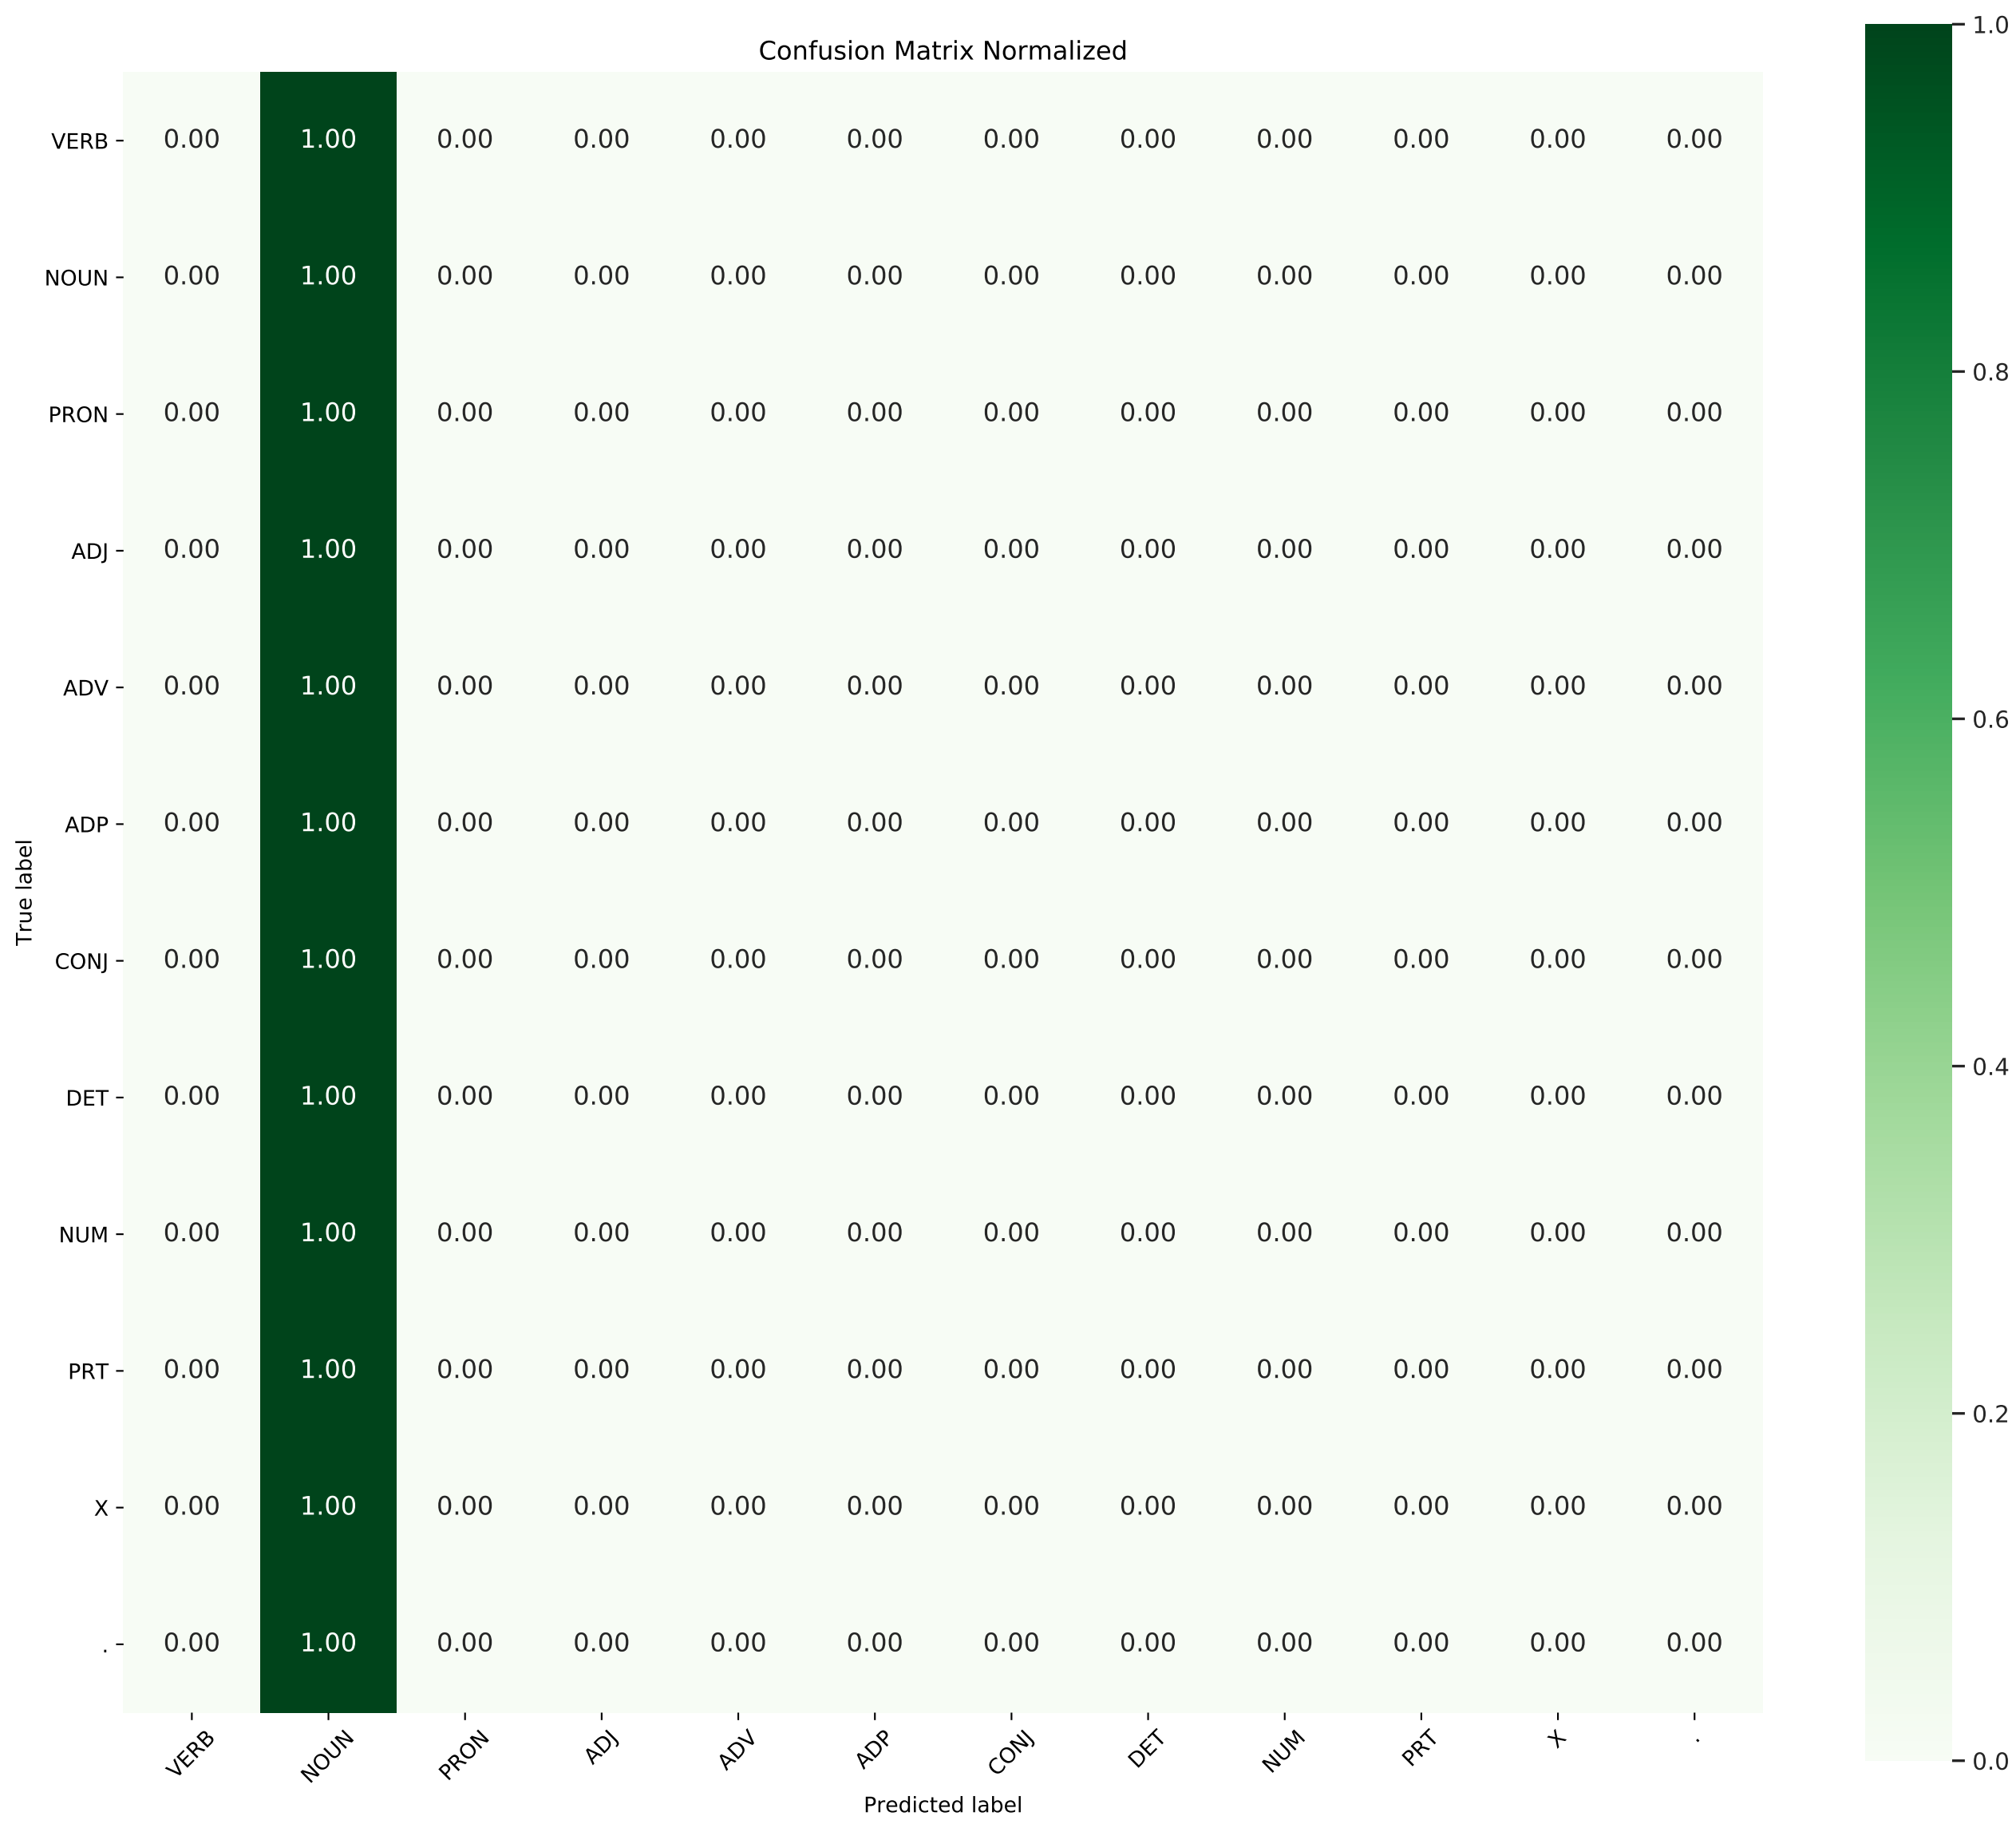 Confusion Matrix Normalized
1.0
VERB 0.00 1.00 0.00 0.00 0.00 0.00 0.00 0.00 0.00 0.00 0.00 0.00
NOUN 0.00 1.00 0.00 0.00 0.00 0.00 0.00 0.00 0.00 0.00 0.00 0.00
0.8
PRON 0.00 1.00 0.00 0.00 0.00 0.00 0.00 0.00 0.00 0.00 0.00 0.00
ADJ 0.00 1.00 0.00 0.00 0.00 0.00 0.00 0.00 0.00 0.00 0.00 0.00
ADV 0.00 1.00 0.00 0.00 0.00 0.00 0.00 0.00 0.00 0.00 0.00 0.00
0.6
ADP 0.00 1.00 0.00 0.00 0.00 0.00 0.00 0.00 0.00 0.00 0.00 0.00
True label
CONJ 0.00 1.00 0.00 0.00 0.00 0.00 0.00 0.00 0.00 0.00 0.00 0.00
0.4
DET 0.00 1.00 0.00 0.00 0.00 0.00 0.00 0.00 0.00 0.00 0.00 0.00
NUM 0.00 1.00 0.00 0.00 0.00 0.00 0.00 0.00 0.00 0.00 0.00 0.00
PRT 0.00 1.00 0.00 0.00 0.00 0.00 0.00 0.00 0.00 0.00 0.00 0.00
0.2
X 0.00 1.00 0.00 0.00 0.00 0.00 0.00 0.00 0.00 0.00 0.00 0.00
. 0.00 1.00 0.00 0.00 0.00 0.00 0.00 0.00 0.00 0.00 0.00 0.00
VERB NOUN PRON ADJ ADV ADP CONJ DET NUM PRT X .
0.0
Predicted label